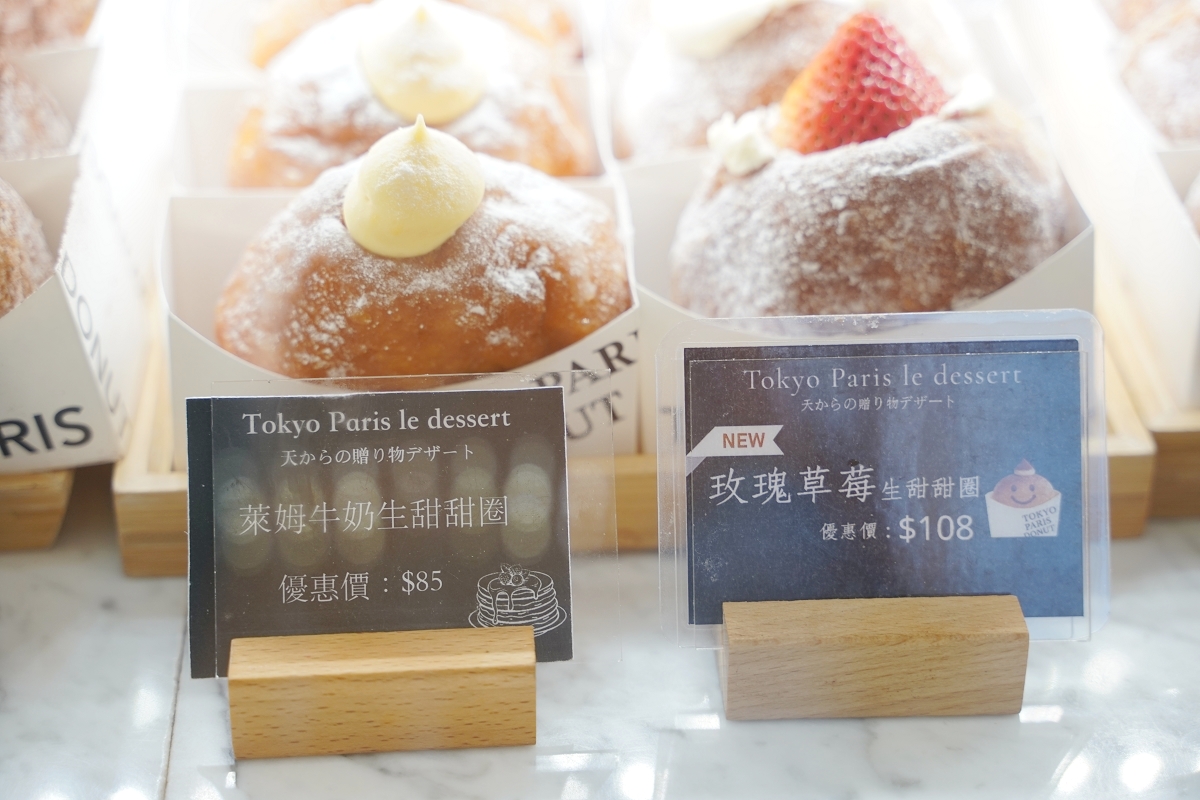 DONUT
RIS
PARI
UT
Tokyo Paris le dessert
天からの贈り物デザート
萊姆牛奶生甜甜圈
優惠價：$85
Tokyo Paris le dessert
天からの贈り物デザート
NEW
玫瑰草莓生甜甜圈
優惠價：$108
TOKYO
PARIS
DONUT